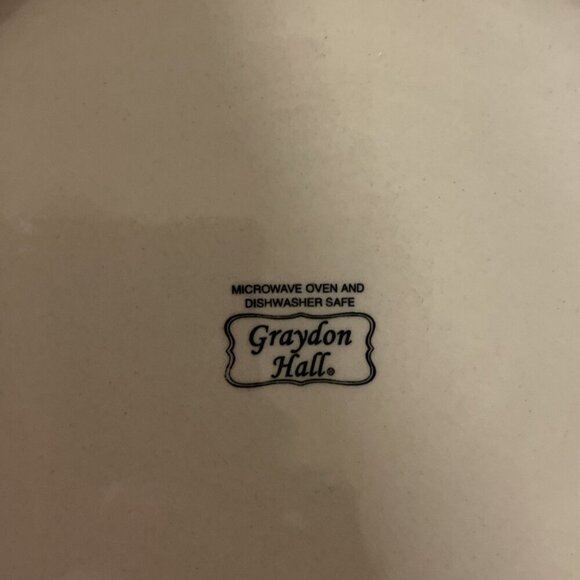 MICROWAVE OVEN AND
DISHWASHER SAFE
Graydon
Hall®